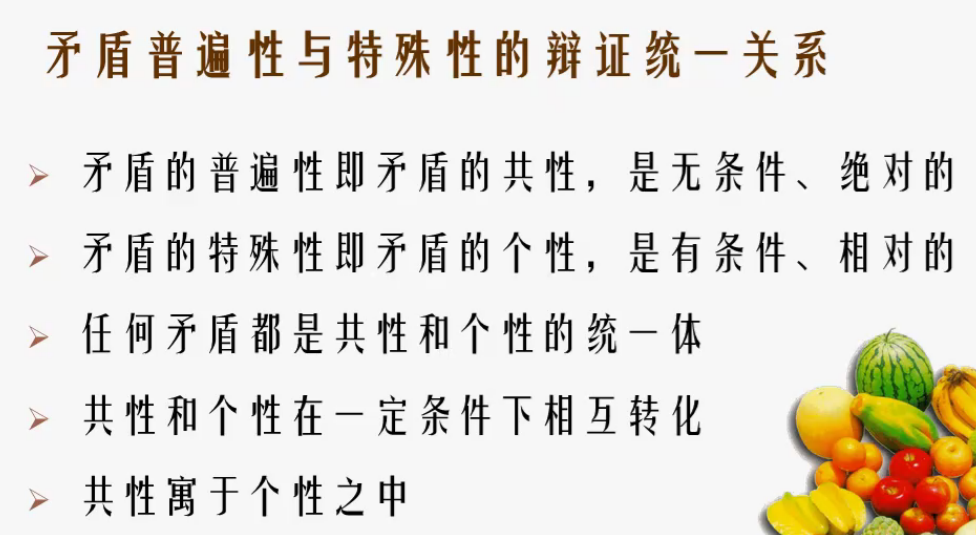 矛盾普遍性与特殊性的辩证统一关系
矛盾的普遍性即矛盾的共性，是无条件、绝对的
矛盾的特殊性即矛盾的个性，是有条件、相对的
任何矛盾都是共性和个性的统一体
共性和个性在一定条件下相互转化
共性寓于个性之中